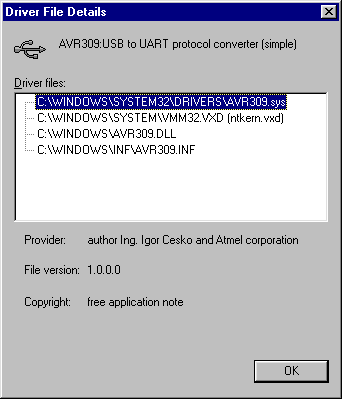 Driver File Details
AVR309:USB to UART protocol converter (simple)
Driver files:
C:\WINDOWS\SYSTEM32\DRIVERS\AVR309.sys
C:\WINDOWS\SYSTEM\VMM32.VXD (ntkern.vxd)
C:\WINDOWS\AVR309.DLL
C:\WINDOWS\INF\AVR309.INF
Provider: author Ing. Igor Cesko and Atmel corporation
File version: 1.0.0.0
Copyright: free application note
OK